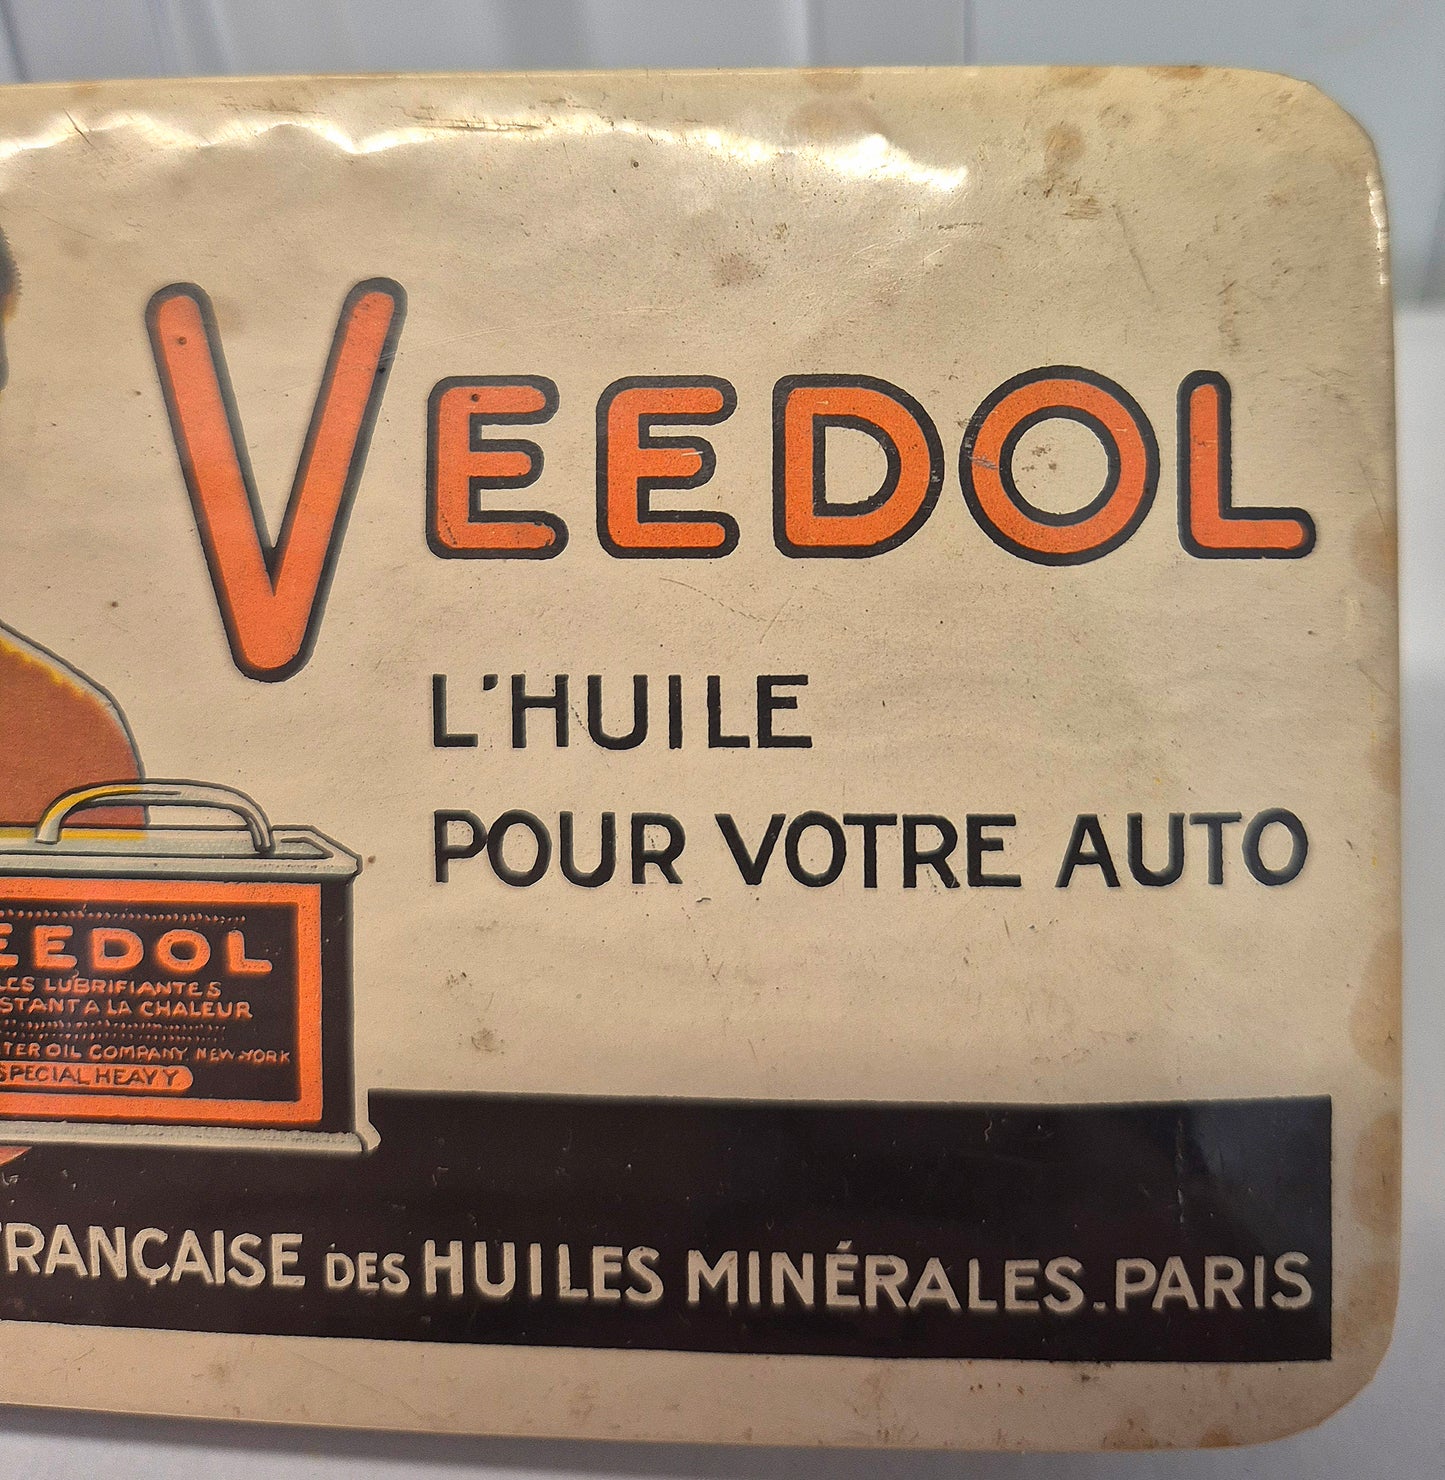 VEEDOL
L'HUILE
POUR VOTRE AUTO
EEDOL
LES LUBRIFIANTES
STANT A LA CHALEUR
TER OIL COMPANY. NEW-YORK
SPECIAL HEAVY
FRANÇAISE DES HUILES MINÉRALES.PARIS